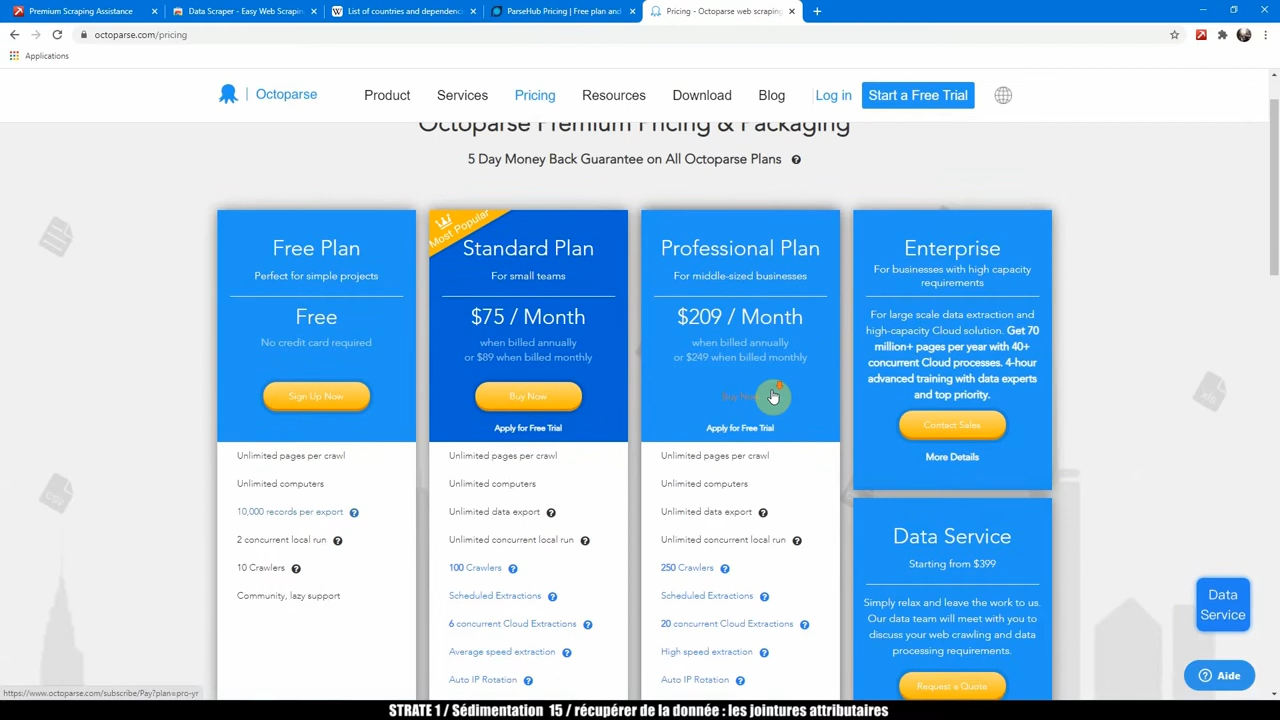 Premium Scraping Assistance
Data Scraper - Easy Web Scrapin
List of countries and dependenc
ParseHub Pricing | Free plan and
Pricing - Octoparse web scraping
octoparse.com/pricing
Applications
Octoparse
Product
Services
Pricing
Resources
Download
Blog
Log in
Start a Free Trial
Octoparse Premium Pricing & Packaging
5 Day Money Back Guarantee on All Octoparse Plans
Free Plan
Perfect for simple projects
Free
No credit card required
Sign Up Now
Unlimited pages per crawl
Unlimited computers
10,000 records per export
2 concurrent local run
10 Crawlers
Community, lazy support
Most Popular
Standard Plan
For small teams
$75 / Month
when billed annually
or $89 when billed monthly
Buy Now
Apply for Free Trial
Unlimited pages per crawl
Unlimited computers
Unlimited data export
Unlimited concurrent local run
100 Crawlers
Scheduled Extractions
6 concurrent Cloud Extractions
Average speed extraction
Auto IP Rotation
Professional Plan
For middle-sized businesses
$209 / Month
when billed annually
or $249 when billed monthly
Buy Now
Apply for Free Trial
Unlimited pages per crawl
Unlimited computers
Unlimited data export
Unlimited concurrent local run
250 Crawlers
Scheduled Extractions
20 concurrent Cloud Extractions
High speed extraction
Auto IP Rotation
Enterprise
For businesses with high capacity
requirements
For large scale data extraction and
high-capacity Cloud solution. Get 70
million+ pages per year with 40+
concurrent Cloud processes. 4-hour
advanced training with data experts
and top priority.
Contact Sales
More Details
Data Service
Starting from $399
Simply relax and leave the work to us.
Our data team will meet with you to
discuss your web crawling and data
processing requirements.
Request a Quote
Data
Service
Aide
https://www.octoparse.com/subscribe/Pay?plan=pro-yr
STRATE 1 / Sédimentation 15 / récupérer de la donnée : les jointures attributaires